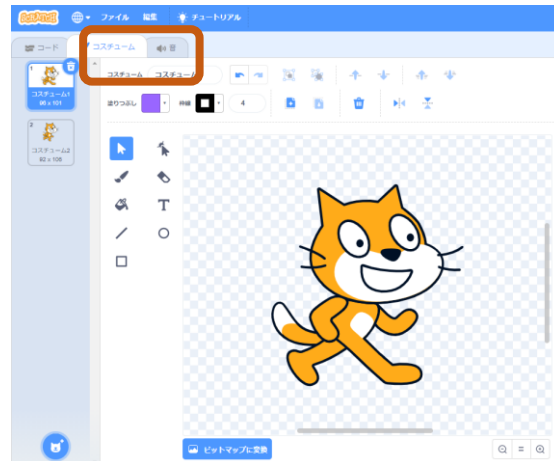 SCRATCH ファイル 編集 チュートリアル
コード コスチューム 音
1
コスチューム1
96 x 101
2
コスチューム2
92 x 106
コスチューム コスチューム
塗りつぶし 枠線 4
T
ビットマップに変換